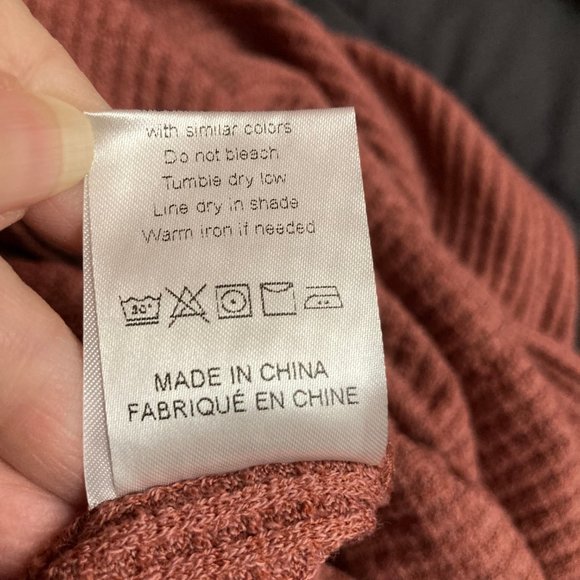 with similar colors
Do not bleach
Tumble dry low
Line dry in shade
Warm iron if needed
30°
MADE IN CHINA
FABRIQUÉ EN CHINE